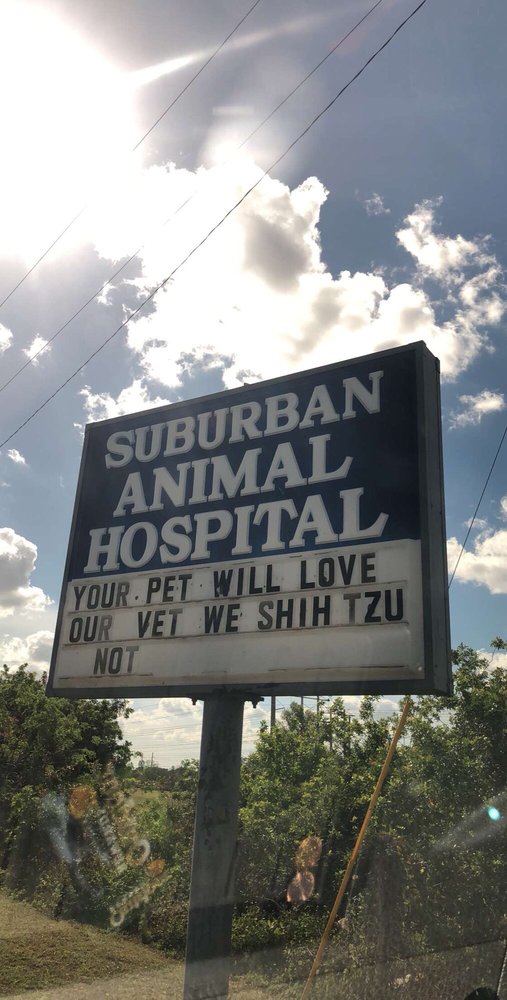 SUBURBAN
ANIMAL
HOSPITAL
YOUR PET WILL LOVE
OUR VET WE SHIH TZU
NOT